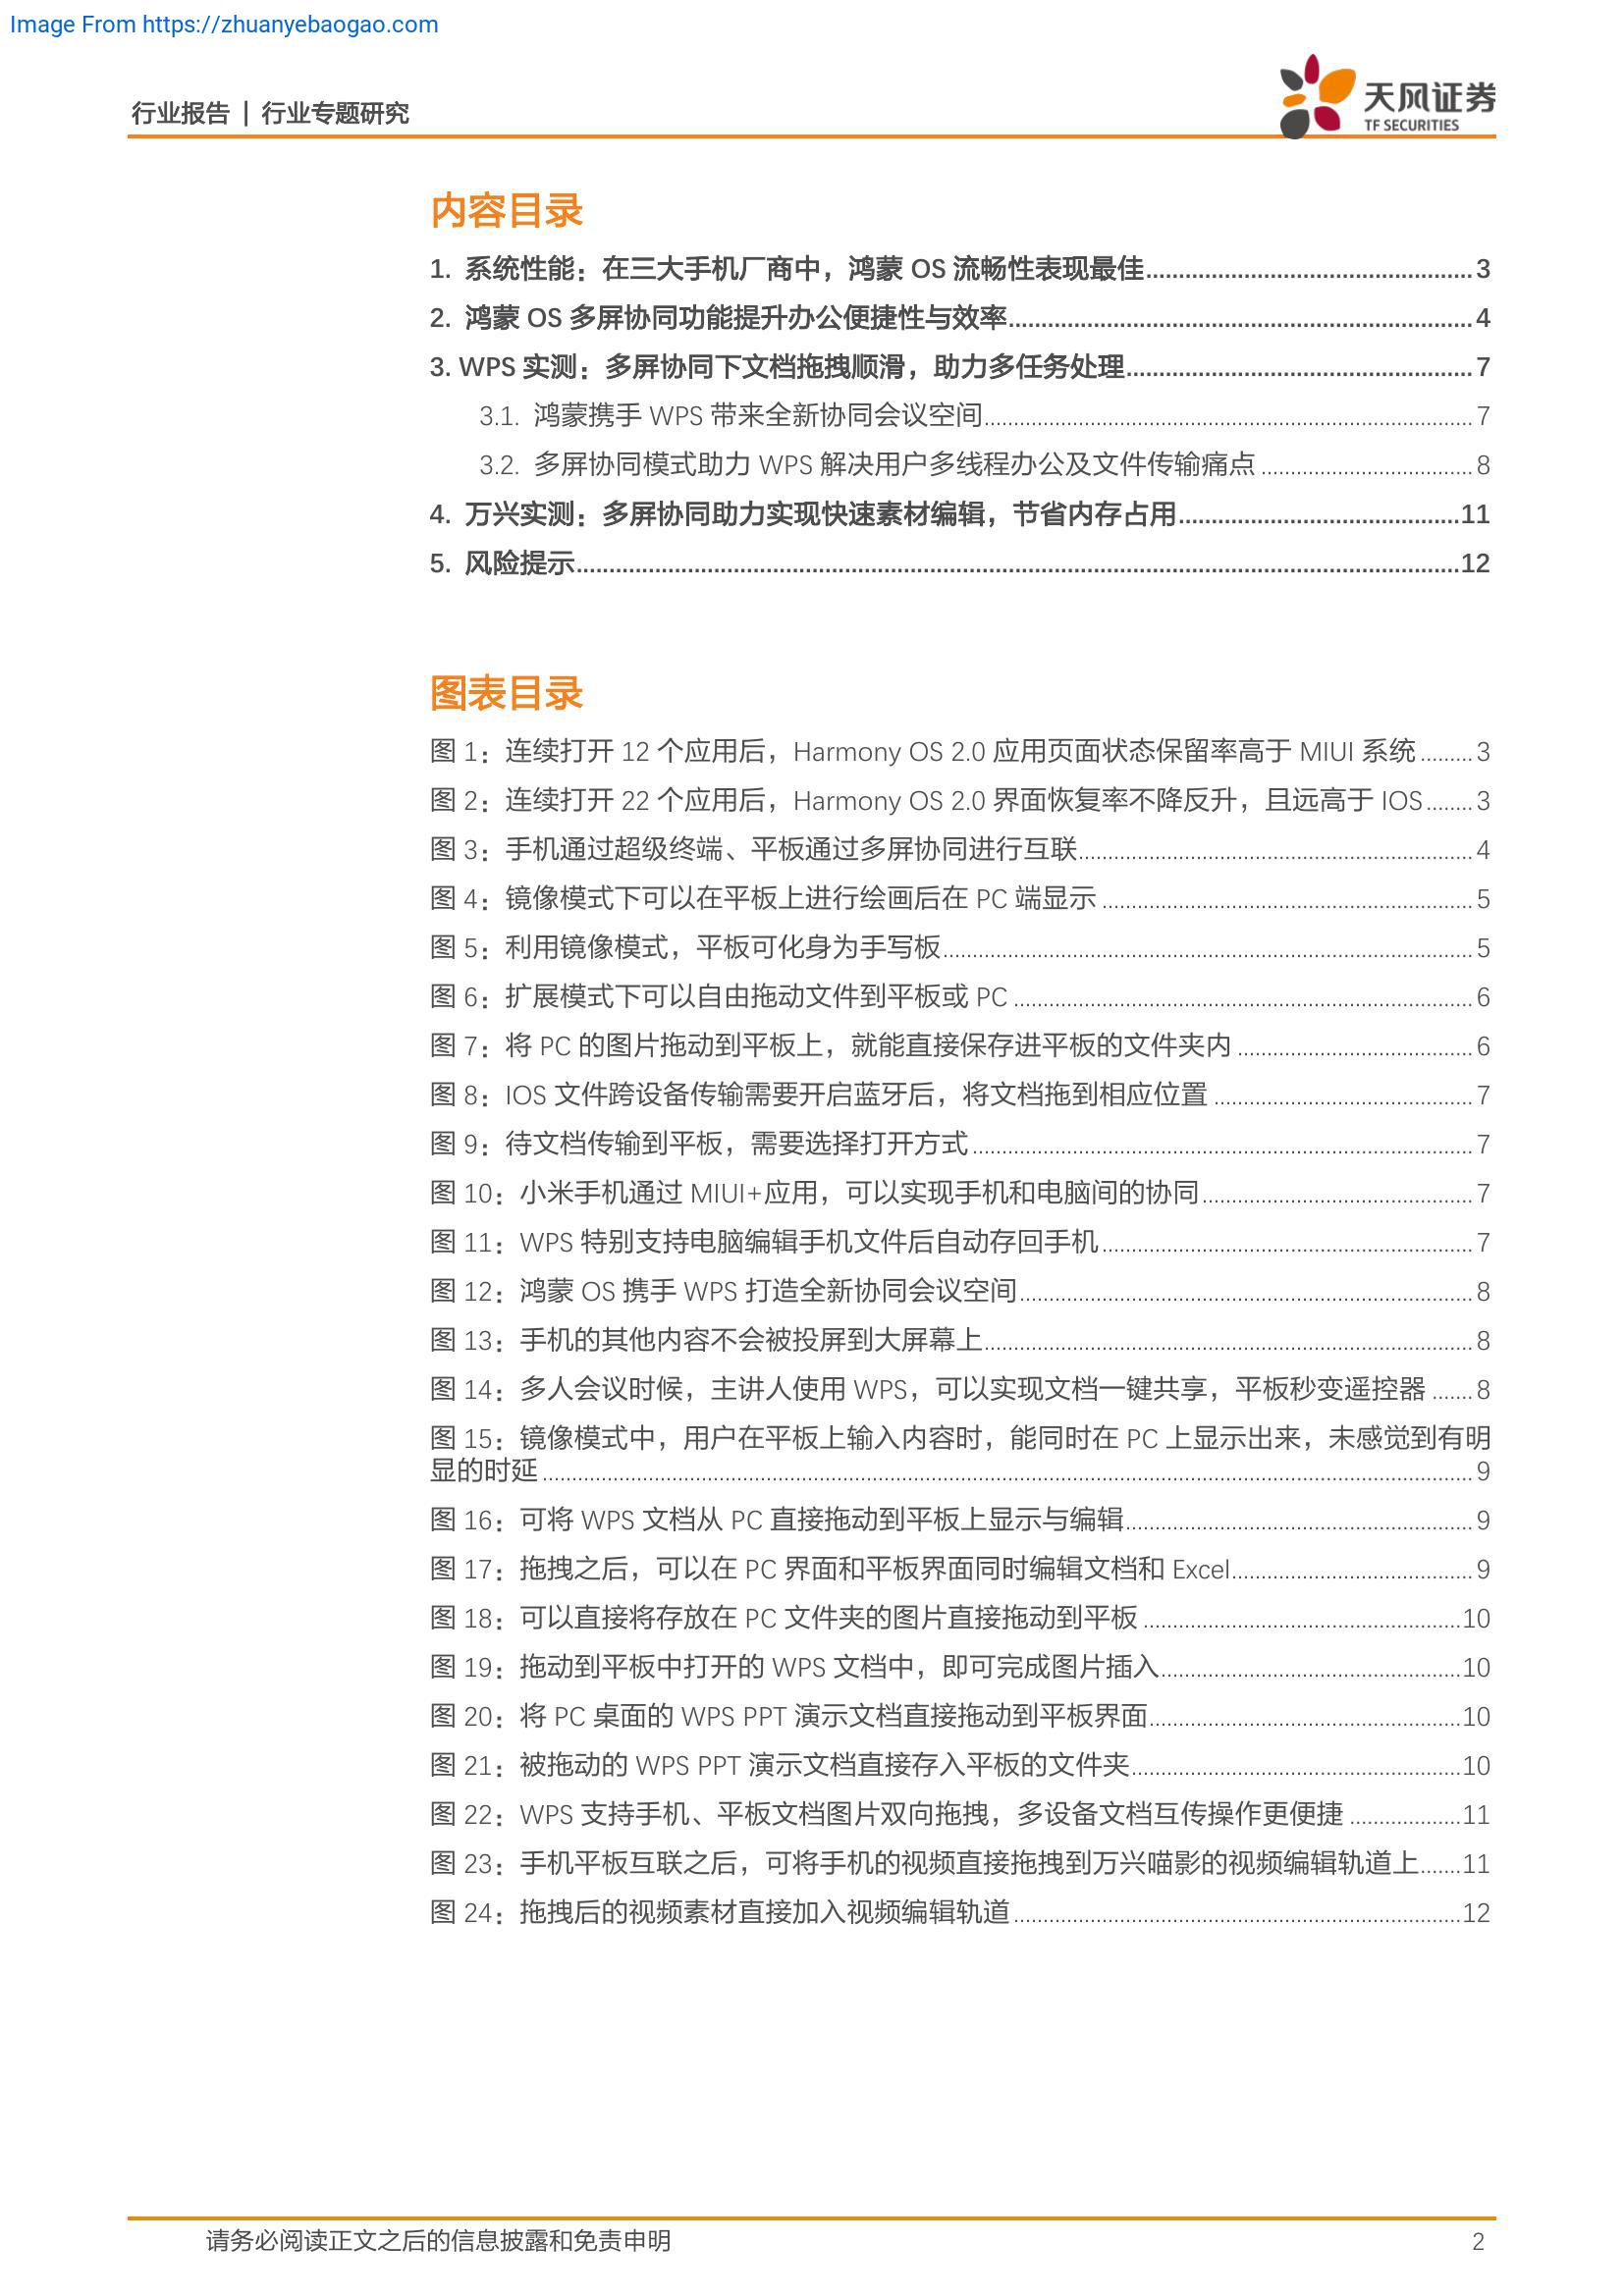 Image From https://zhuanyebaogao.com
行业报告 | 行业专题研究
天风证券
TF SECURITIES
内容目录
1. 系统性能：在三大手机厂商中，鸿蒙 OS 流畅性表现最佳 3
2. 鸿蒙 OS 多屏协同功能提升办公便捷性与效率 4
3. WPS 实测：多屏协同下文档拖拽顺滑，助力多任务处理 7
3.1. 鸿蒙携手 WPS 带来全新协同会议空间 7
3.2. 多屏协同模式助力 WPS 解决用户多线程办公及文件传输痛点 8
4. 万兴实测：多屏协同助力实现快速素材编辑，节省内存占用 11
5. 风险提示 12
图表目录
图 1：连续打开 12 个应用后，Harmony OS 2.0 应用页面状态保留率高于 MIUI 系统 3
图 2：连续打开 22 个应用后，Harmony OS 2.0 界面恢复率不降反升，且远高于 IOS 3
图 3：手机通过超级终端、平板通过多屏协同进行互联 4
图 4：镜像模式下可以在平板上进行绘画后在 PC 端显示 5
图 5：利用镜像模式，平板可化身为手写板 5
图 6：扩展模式下可以自由拖动文件到平板或 PC 6
图 7：将 PC 的图片拖动到平板上，就能直接保存进平板的文件夹内 6
图 8：IOS 文件跨设备传输需要开启蓝牙后，将文档拖到相应位置 7
图 9：待文档传输到平板，需要选择打开方式 7
图 10：小米手机通过 MIUI+应用，可以实现手机和电脑间的协同 7
图 11：WPS 特别支持电脑编辑手机文件后自动存回手机 7
图 12：鸿蒙 OS 携手 WPS 打造全新协同会议空间 8
图 13：手机的其他内容不会被投屏到大屏幕上 8
图 14：多人会议时候，主讲人使用 WPS，可以实现文档一键共享，平板秒变遥控器 8
图 15：镜像模式中，用户在平板上输入内容时，能同时在 PC 上显示出来，未感觉到有明
显的时延 9
图 16：可将 WPS 文档从 PC 直接拖动到平板上显示与编辑 9
图 17：拖拽之后，可以在 PC 界面和平板界面同时编辑文档和 Excel 9
图 18：可以直接将存放在 PC 文件夹的图片直接拖动到平板 10
图 19：拖动到平板中打开的 WPS 文档中，即可完成图片插入 10
图 20：将 PC 桌面的 WPS PPT 演示文档直接拖动到平板界面 10
图 21：被拖动的 WPS PPT 演示文档直接存入平板的文件夹 10
图 22：WPS 支持手机、平板文档图片双向拖拽，多设备文档互传操作更便捷 11
图 23：手机平板互联之后，可将手机的视频直接拖拽到万兴喵影的视频编辑轨道上 11
图 24：拖拽后的视频素材直接加入视频编辑轨道 12
请务必阅读正文之后的信息披露和免责申明
2